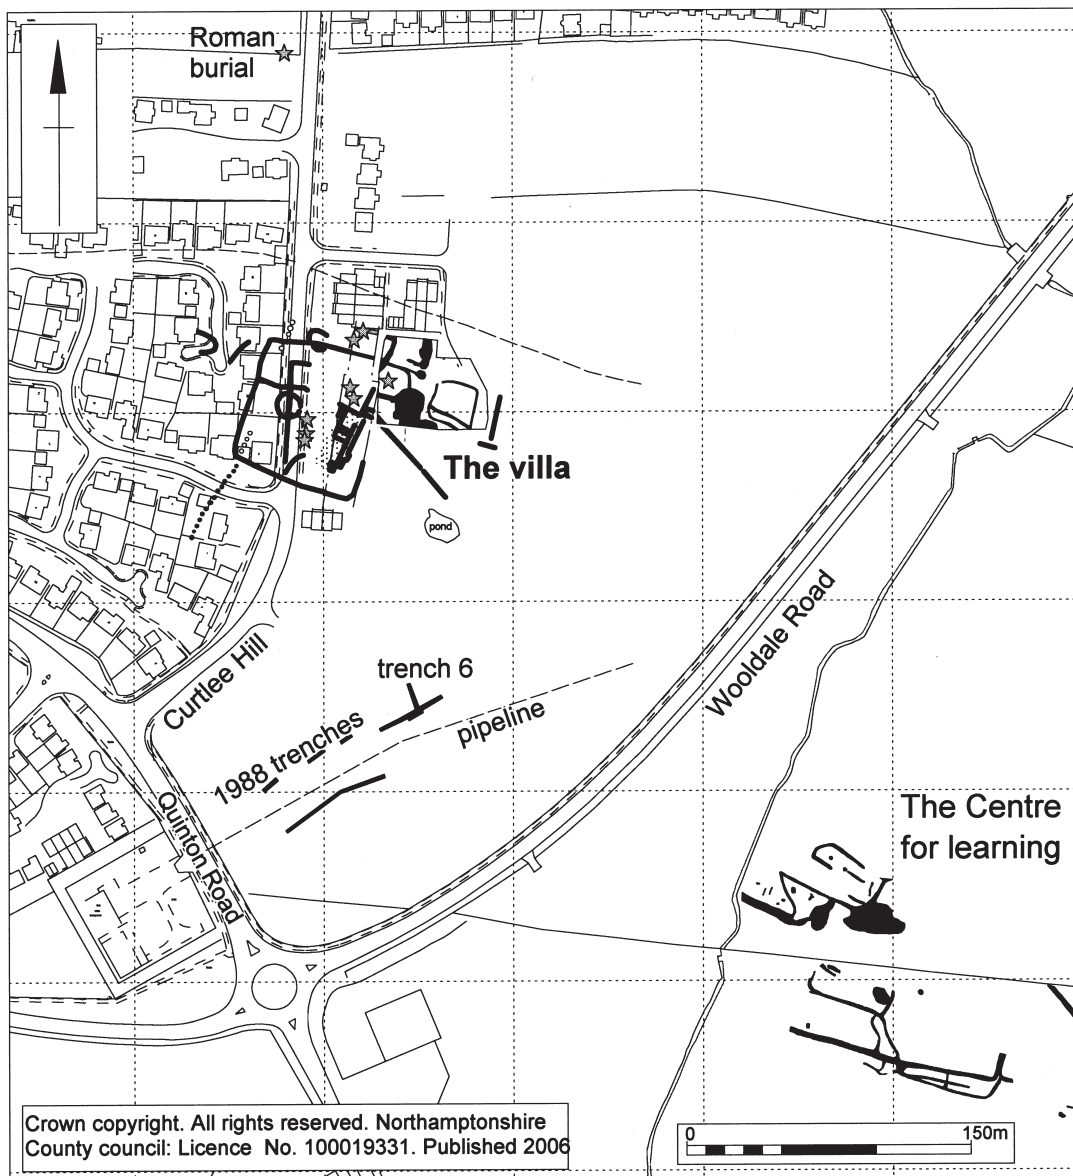 Roman
burial
The villa
pond
Curtlee Hill
trench 6
1988 trenches
pipeline
Wooldale Road
Quinton Road
The Centre
for learning
Crown copyright. All rights reserved. Northamptonshire
County council: Licence No. 100019331. Published 2006
0 150m